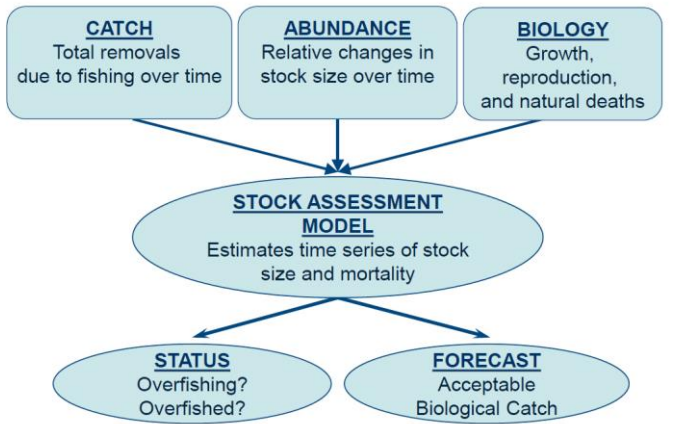 CATCH
Total removals
due to fishing over time
ABUNDANCE
Relative changes in
stock size over time
BIOLOGY
Growth,
reproduction,
and natural deaths
STOCK ASSESSMENT
MODEL
Estimates time series of stock
size and mortality
STATUS
Overfishing?
Overfished?
FORECAST
Acceptable
Biological Catch